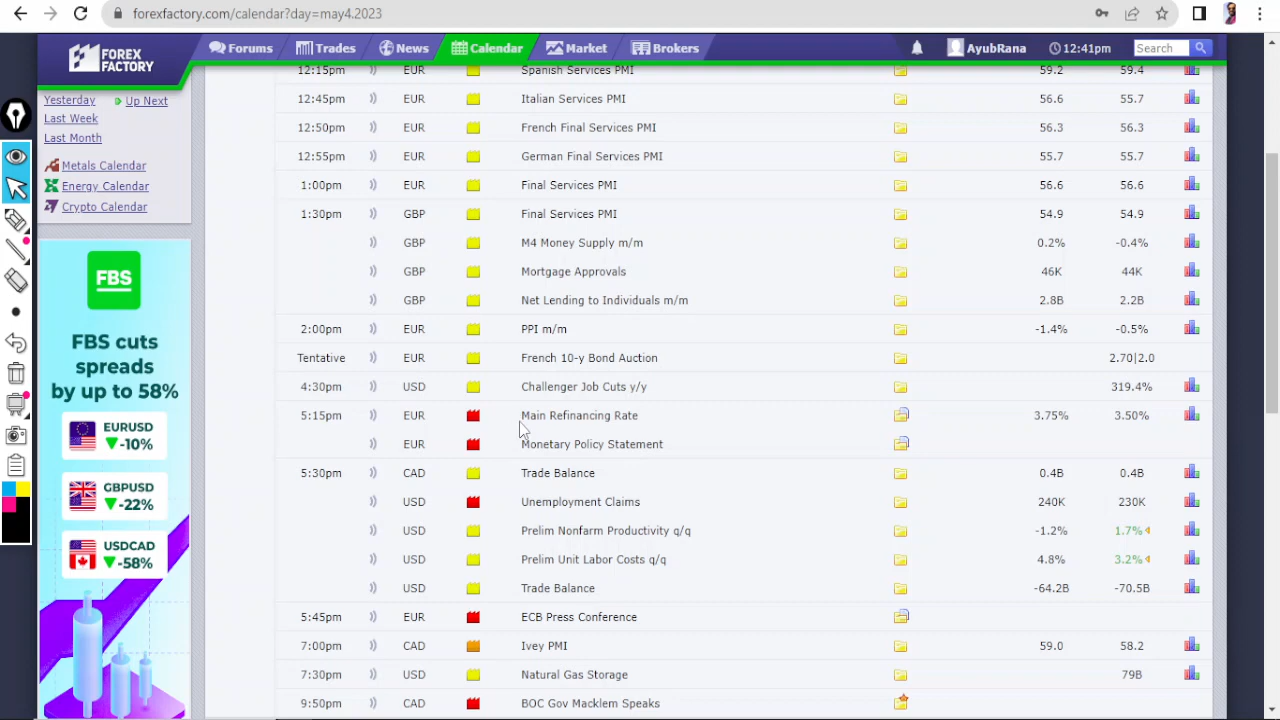 forexfactory.com/calendar?day=may4.2023
FOREX FACTORY
Forums Trades News Calendar Market Brokers AyubRana 12:41pm Search
Yesterday Up Next
Last Week
Last Month
Metals Calendar
Energy Calendar
Crypto Calendar
FBS
FBS cuts
spreads
by up to 58%
EURUSD
-10%
GBPUSD
-22%
USDCAD
-58%
12:15pm EUR Spanish Services PMI 59.2 59.4
12:45pm EUR Italian Services PMI 56.6 55.7
12:50pm EUR French Final Services PMI 56.3 56.3
12:55pm EUR German Final Services PMI 55.7 55.7
1:00pm EUR Final Services PMI 56.6 56.6
1:30pm GBP Final Services PMI 54.9 54.9
GBP M4 Money Supply m/m 0.2% -0.4%
GBP Mortgage Approvals 46K 44K
GBP Net Lending to Individuals m/m 2.8B 2.2B
2:00pm EUR PPI m/m -1.4% -0.5%
Tentative EUR French 10-y Bond Auction 2.70|2.0
4:30pm USD Challenger Job Cuts y/y 319.4%
5:15pm EUR Main Refinancing Rate 3.75% 3.50%
EUR Monetary Policy Statement
5:30pm CAD Trade Balance 0.4B 0.4B
USD Unemployment Claims 240K 230K
USD Prelim Nonfarm Productivity q/q -1.2% 1.7%
USD Prelim Unit Labor Costs q/q 4.8% 3.2%
USD Trade Balance -64.2B -70.5B
5:45pm EUR ECB Press Conference
7:00pm CAD Ivey PMI 59.0 58.2
7:30pm USD Natural Gas Storage 79B
9:50pm CAD BOC Gov Macklem Speaks